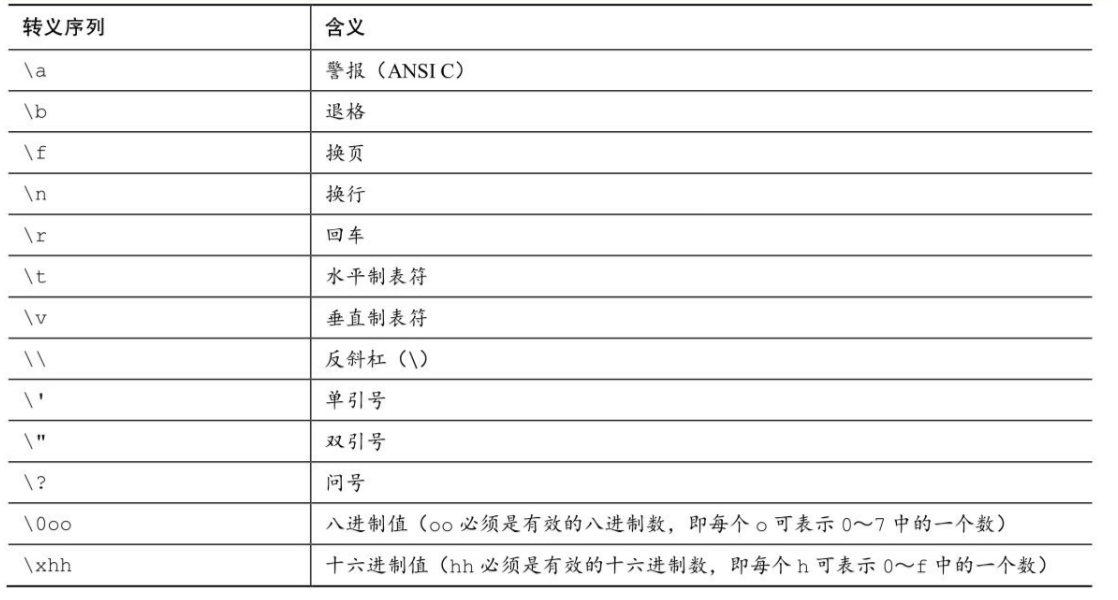 转义序列 含义
\a 警报（ANSI C）
\b 退格
\f 换页
\n 换行
\r 回车
\t 水平制表符
\v 垂直制表符
\\ 反斜杠（\）
\' 单引号
\" 双引号
\? 问号
\0oo 八进制值（oo 必须是有效的八进制数，即每个 o 可表示 0～7 中的一个数）
\xhh 十六进制值（hh 必须是有效的十六进制数，即每个 h 可表示 0～f 中的一个数）